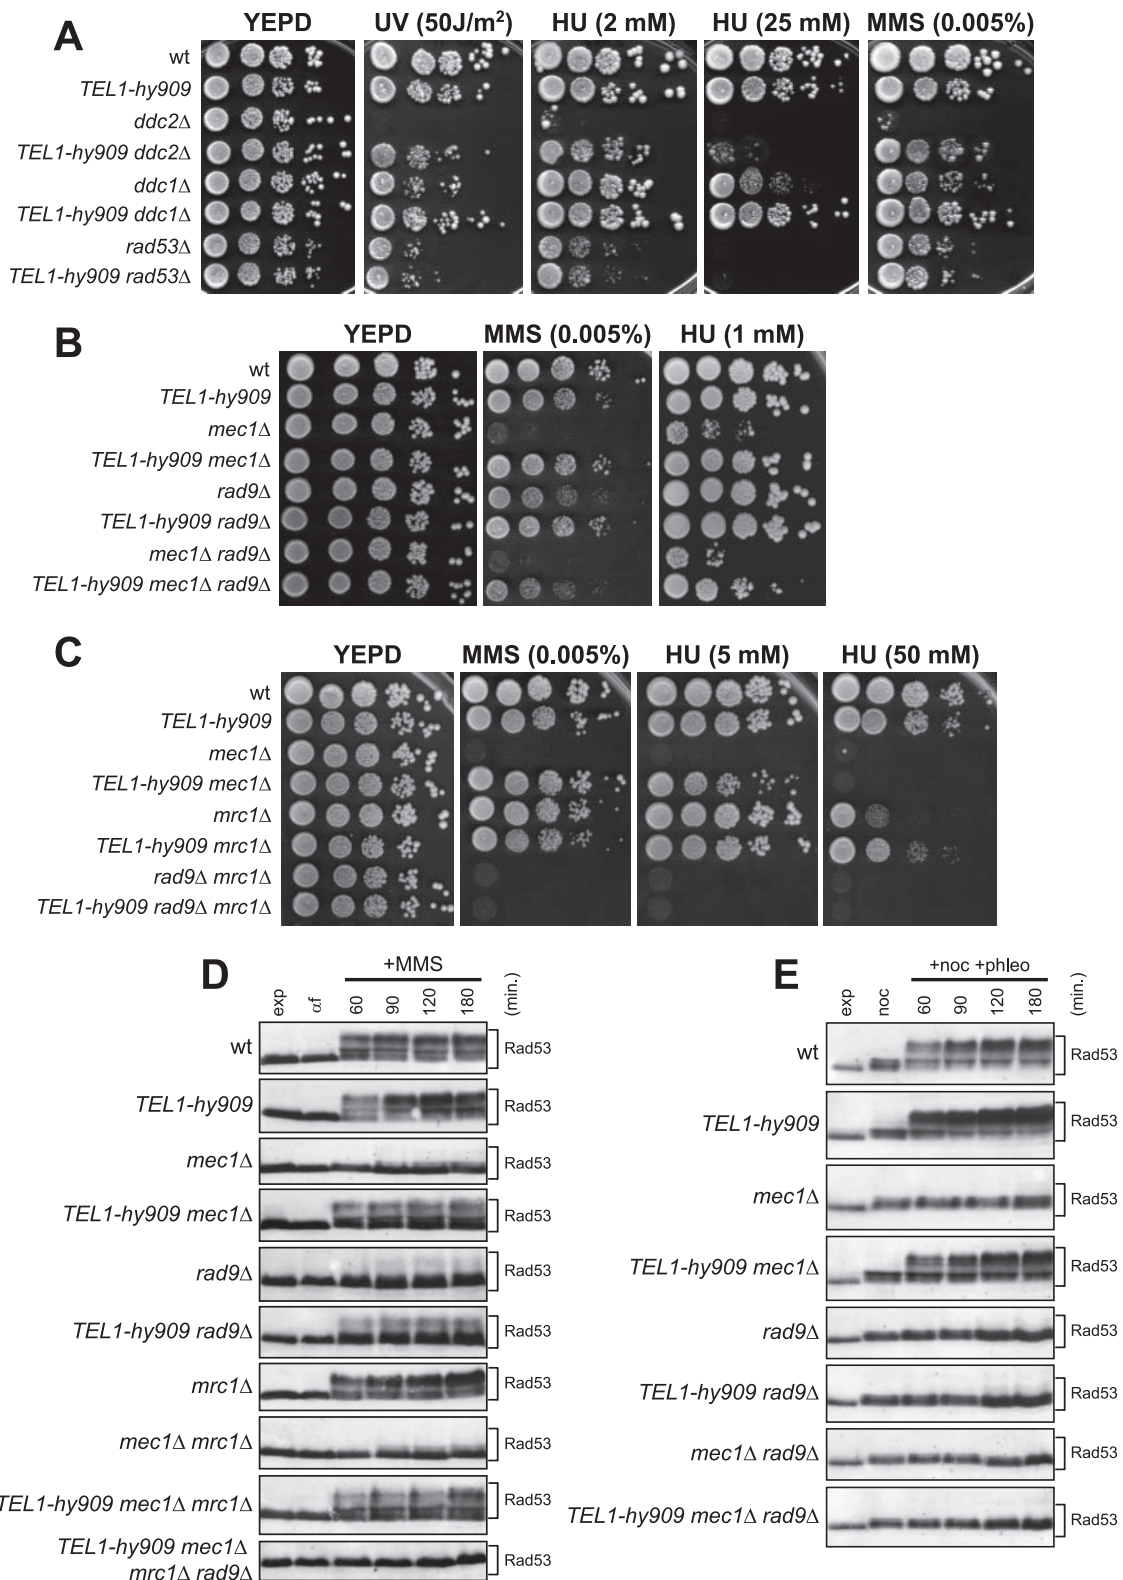 A
YEPD
UV (50J/m²)
HU (2 mM)
HU (25 mM)
MMS (0.005%)
wt
TEL1-hy909
ddc2Δ
TEL1-hy909 ddc2Δ
ddc1Δ
TEL1-hy909 ddc1Δ
rad53Δ
TEL1-hy909 rad53Δ
B
YEPD
MMS (0.005%)
HU (1 mM)
wt
TEL1-hy909
mec1Δ
TEL1-hy909 mec1Δ
rad9Δ
TEL1-hy909 rad9Δ
mec1Δ rad9Δ
TEL1-hy909 mec1Δ rad9Δ
C
YEPD
MMS (0.005%)
HU (5 mM)
HU (50 mM)
wt
TEL1-hy909
mec1Δ
TEL1-hy909 mec1Δ
mrc1Δ
TEL1-hy909 mrc1Δ
rad9Δ mrc1Δ
TEL1-hy909 rad9Δ mrc1Δ
D
+MMS
exp αf 60 90 120 180 (min.)
wt Rad53
TEL1-hy909 Rad53
mec1Δ Rad53
TEL1-hy909 mec1Δ Rad53
rad9Δ Rad53
TEL1-hy909 rad9Δ Rad53
mrc1Δ Rad53
mec1Δ mrc1Δ Rad53
TEL1-hy909 mec1Δ mrc1Δ Rad53
TEL1-hy909 mec1Δ
mrc1Δ rad9Δ Rad53
E
+noc +phleo
exp noc 60 90 120 180 (min.)
wt Rad53
TEL1-hy909 Rad53
mec1Δ Rad53
TEL1-hy909 mec1Δ Rad53
rad9Δ Rad53
TEL1-hy909 rad9Δ Rad53
mec1Δ rad9Δ Rad53
TEL1-hy909 mec1Δ rad9Δ Rad53